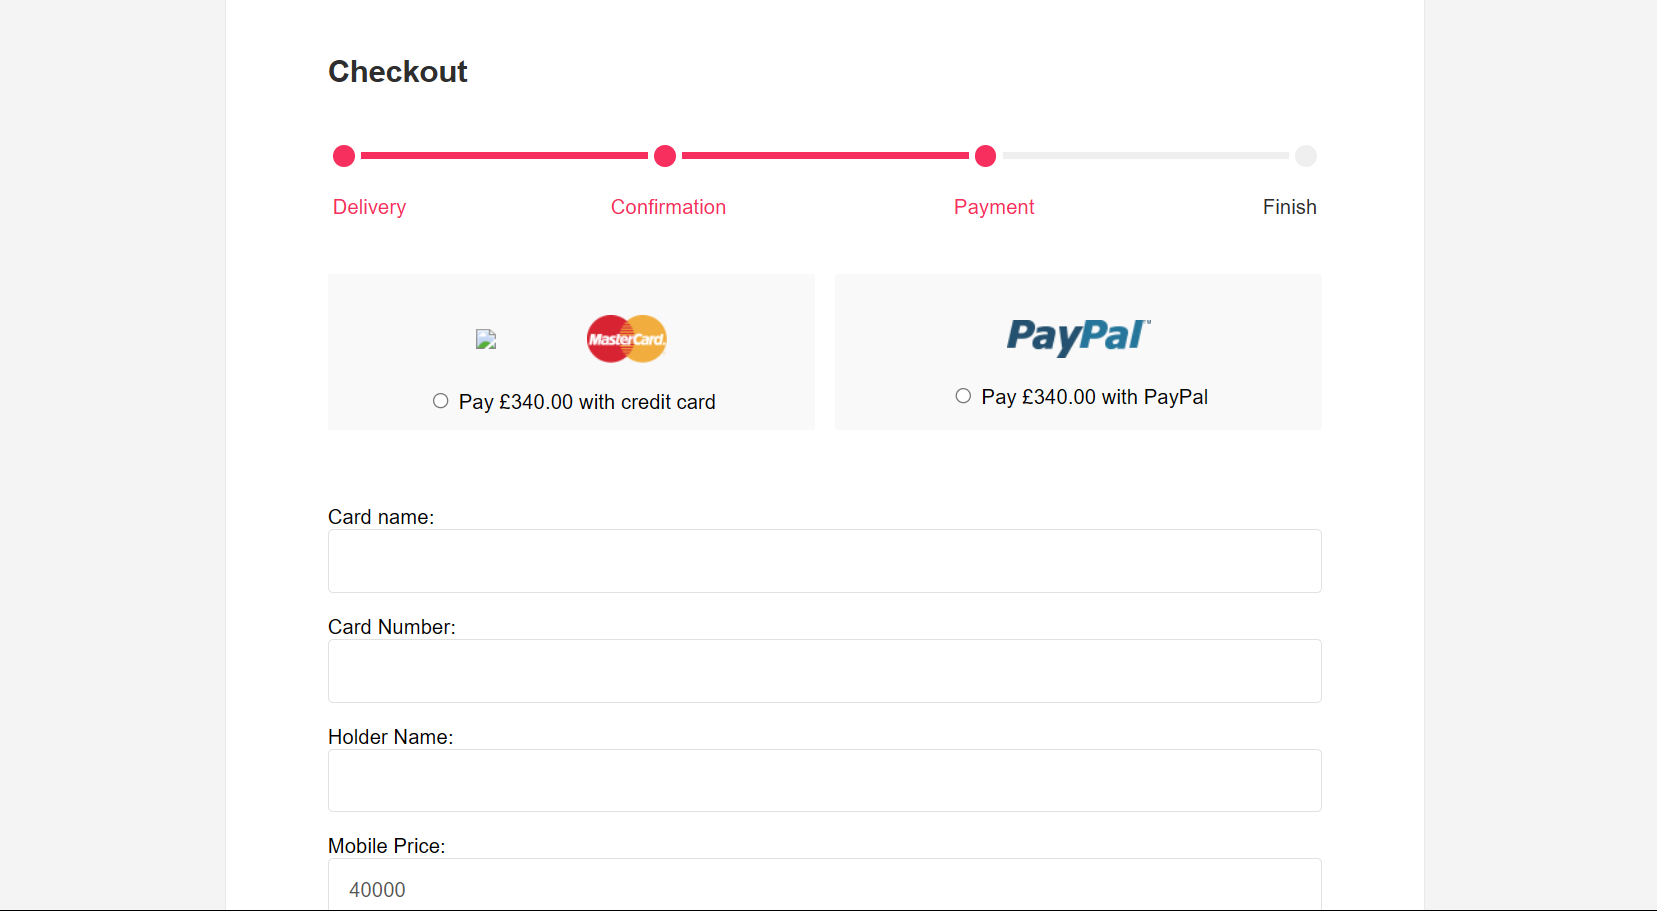 Checkout
Delivery Confirmation Payment Finish
MasterCard.
PayPal™
Pay £340.00 with credit card
Pay £340.00 with PayPal
Card name:
Card Number:
Holder Name:
Mobile Price:
40000